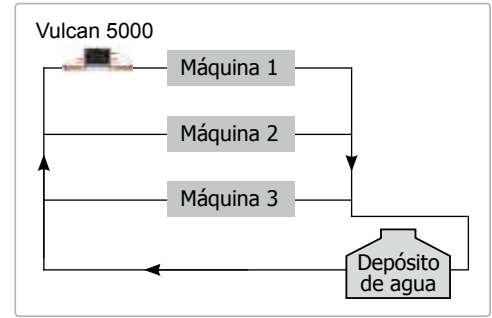 Vulcan 5000
Máquina 1
Máquina 2
Máquina 3
Depósito
de agua